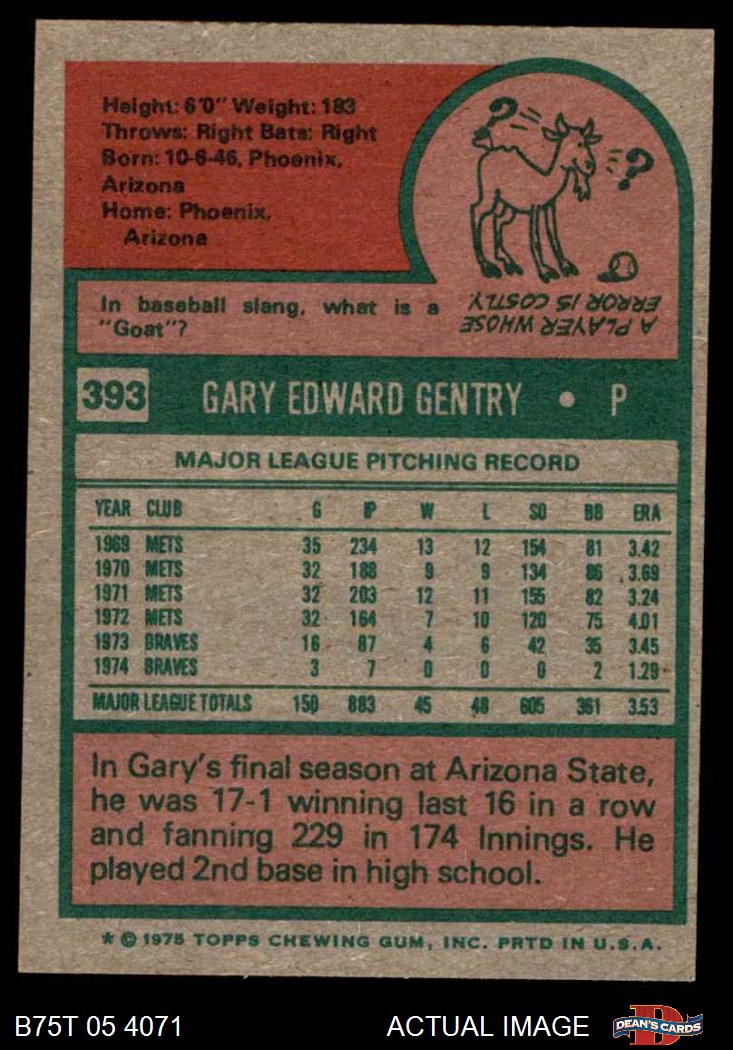 Height: 6'0" Weight: 183
Throws: Right Bats: Right
Born: 10-6-46, Phoenix,
Arizona
Home: Phoenix,
Arizona
? ?
In baseball slang, what is a
"Goat"?
A PLAYER WHOSE
ERROR IS COSTLY
393 GARY EDWARD GENTRY • P
MAJOR LEAGUE PITCHING RECORD
YEAR CLUB G IP W L SO BB ERA
1969 METS 35 234 13 12 154 81 3.42
1970 METS 32 188 9 9 134 86 3.69
1971 METS 32 203 12 11 155 82 3.24
1972 METS 32 164 7 10 120 75 4.01
1973 BRAVES 16 87 4 6 42 35 3.45
1974 BRAVES 3 7 0 0 0 2 1.29
MAJOR LEAGUE TOTALS 150 883 45 48 605 361 3.53
In Gary's final season at Arizona State,
he was 17-1 winning last 16 in a row
and fanning 229 in 174 Innings. He
played 2nd base in high school.
* © 1975 TOPPS CHEWING GUM, INC. PRTD IN U.S.A.
B75T 05 4071 ACTUAL IMAGE D DEAN'S CARDS